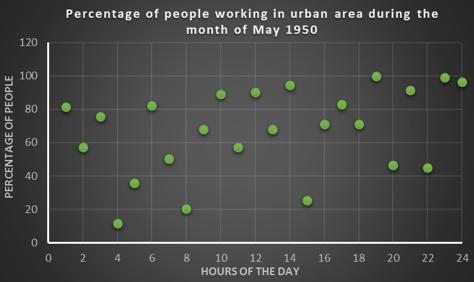 Percentage of people working in urban area during the
month of May 1950
PERCENTAGE OF PEOPLE
120
100
80
60
40
20
0
0 2 4 6 8 10 12 14 16 18 20 22 24
HOURS OF THE DAY